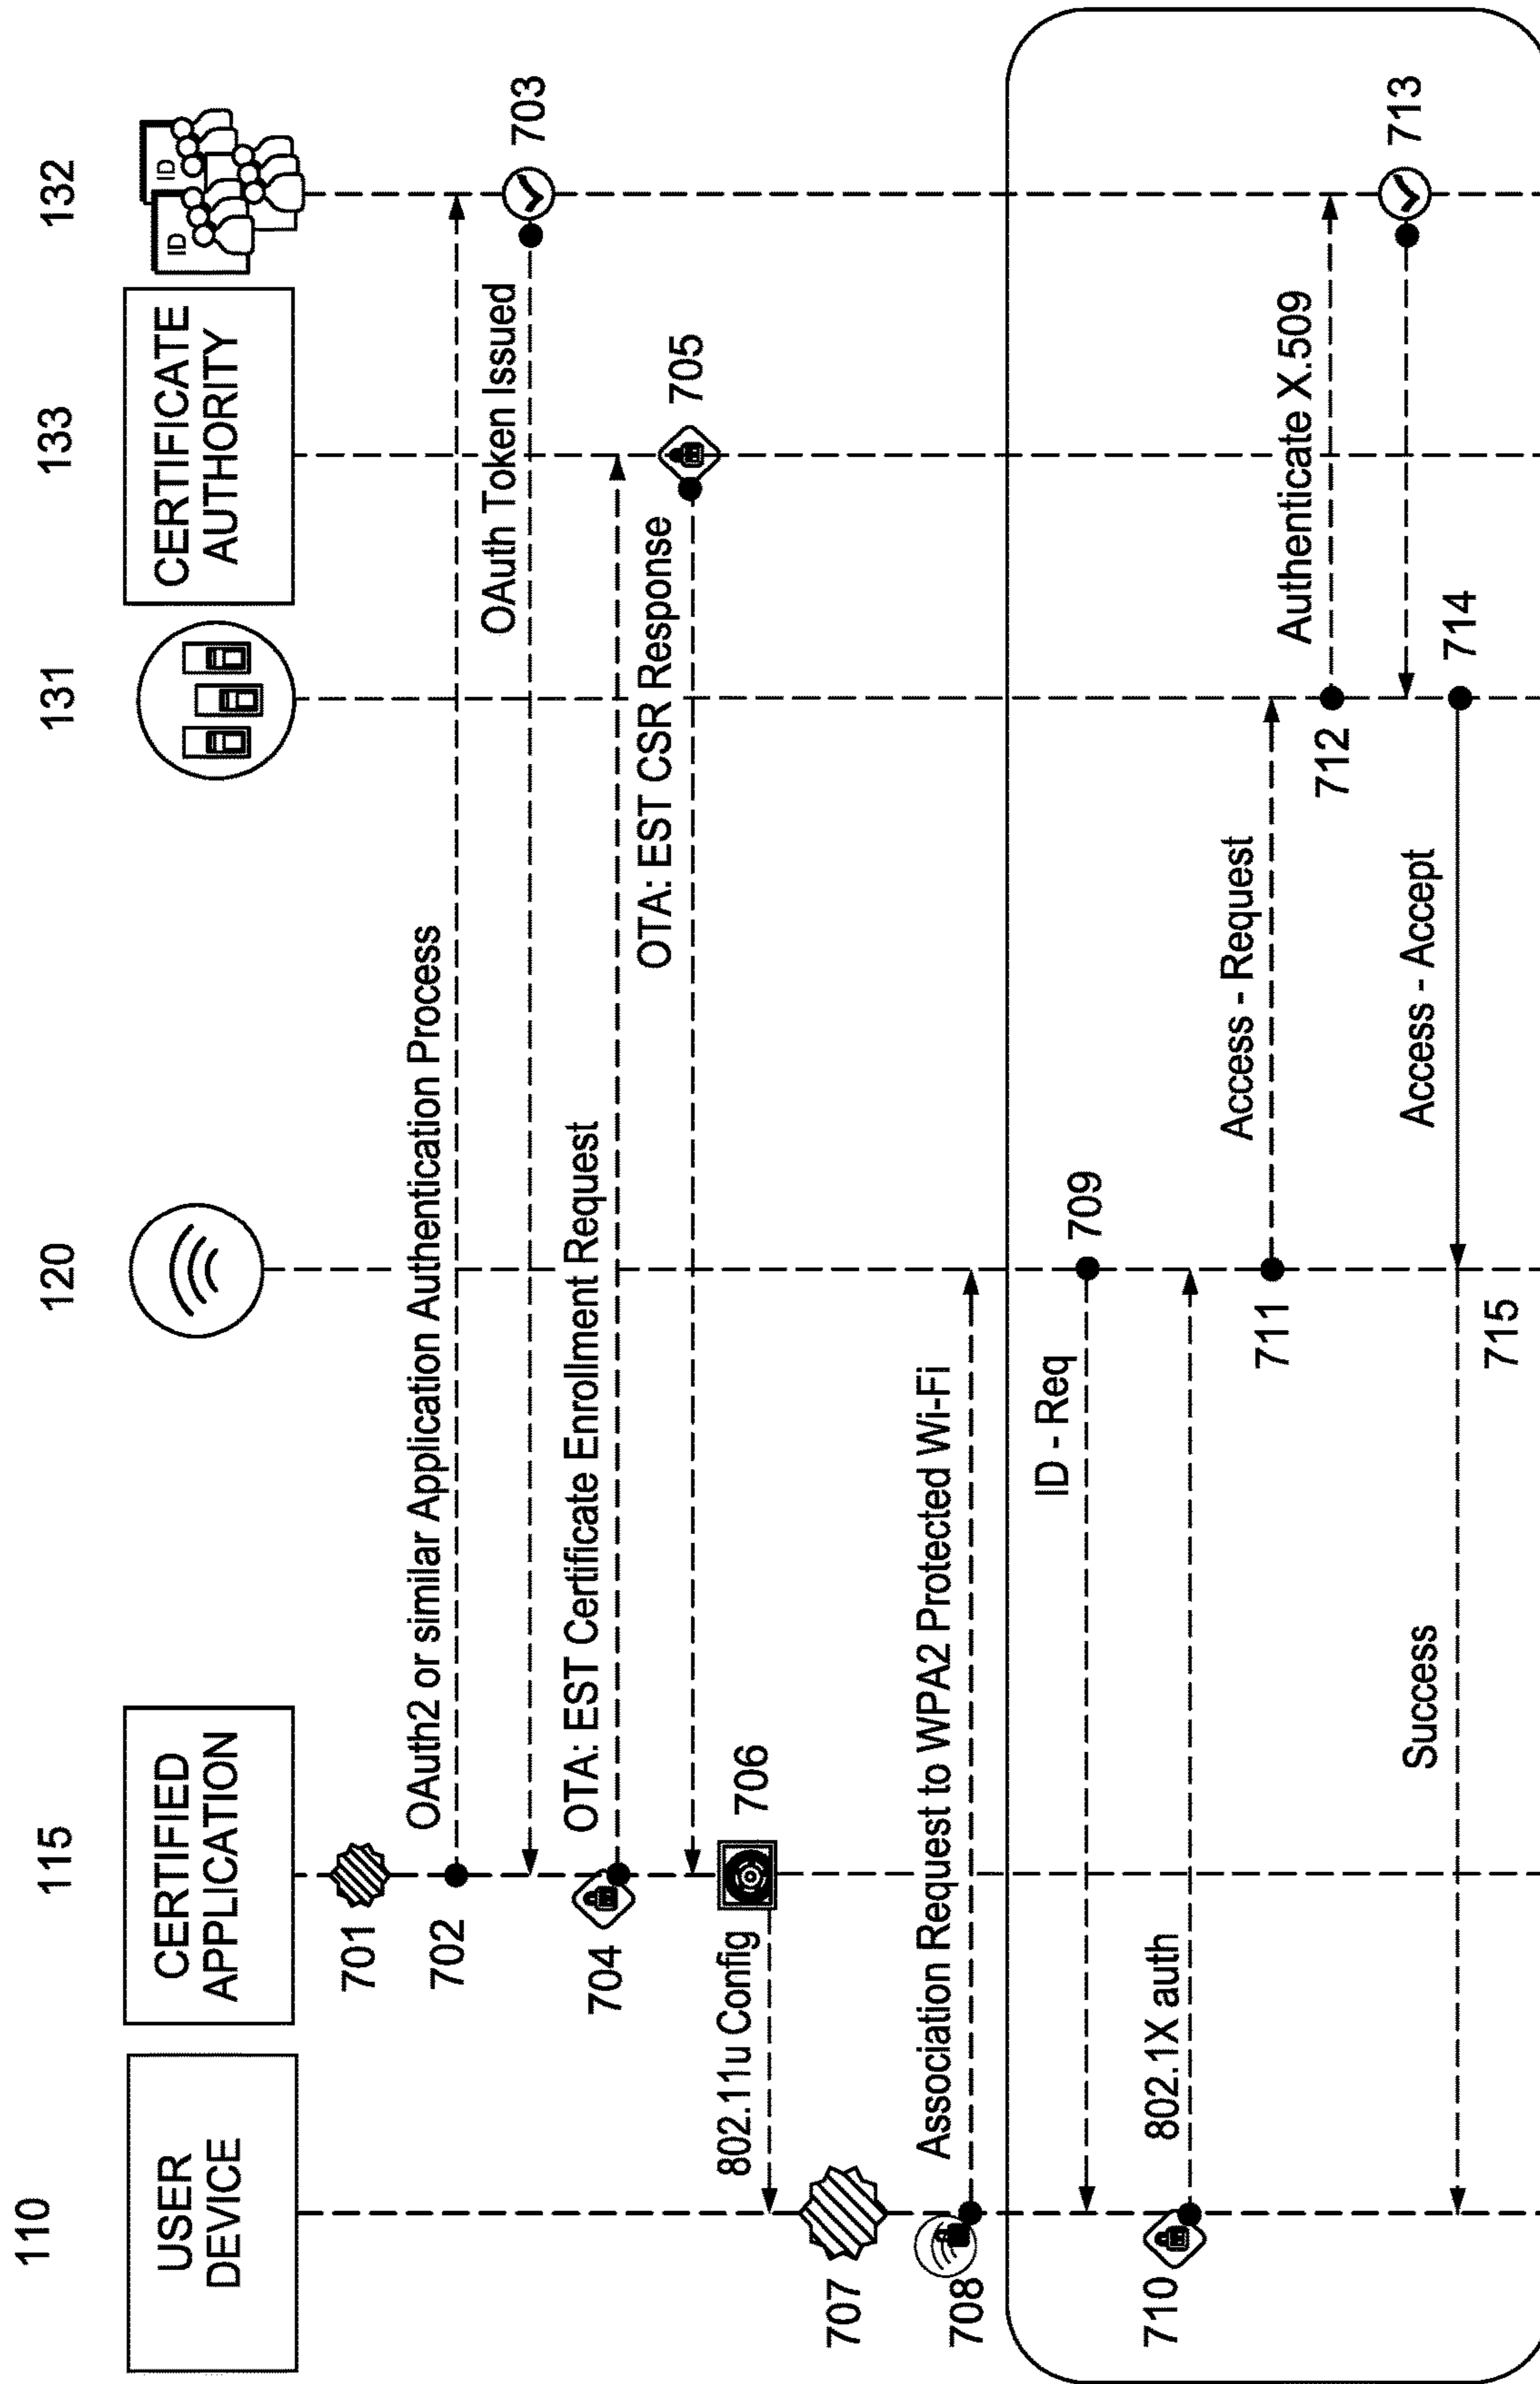 110
115
120
131
133
132
USER
DEVICE
CERTIFIED
APPLICATION
CERTIFICATE
AUTHORITY
ID
ID
701
OAuth2 or similar Application Authentication Process
702
OAuth Token Issued
703
OTA: EST Certificate Enrollment Request
704
OTA: EST CSR Response
705
802.11u Config
706
707
Association Request to WPA2 Protected Wi-Fi
708
ID - Req
709
802.1X auth
710
Access - Request
711
Authenticate X.509
712
713
Success
Access - Accept
714
715